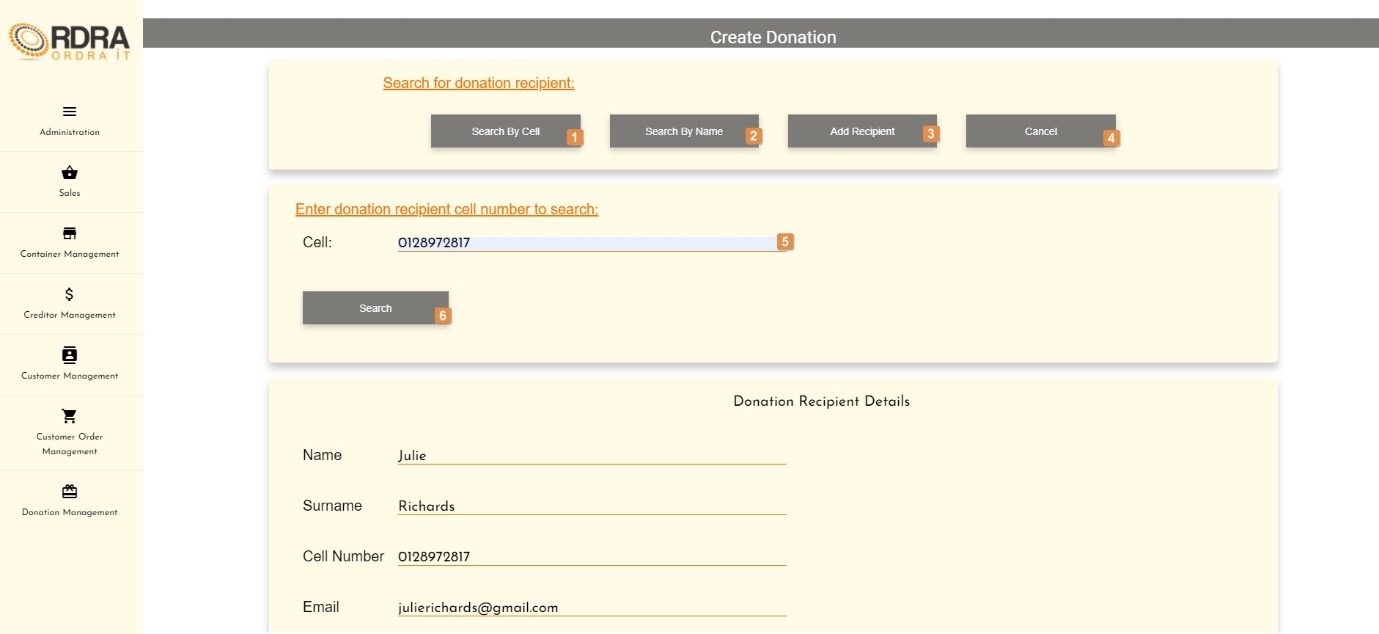 ORDRA
ORDRA IT
Create Donation
Administration
Sales
Container Management
Creditor Management
Customer Management
Customer Order
Management
Donation Management
Search for donation recipient:
Search By Cell 1 Search By Name 2 Add Recipient 3 Cancel 4
Enter donation recipient cell number to search:
Cell: 0128972817 5
Search 6
Donation Recipient Details
Name Julie
Surname Richards
Cell Number 0128972817
Email julierichards@gmail.com